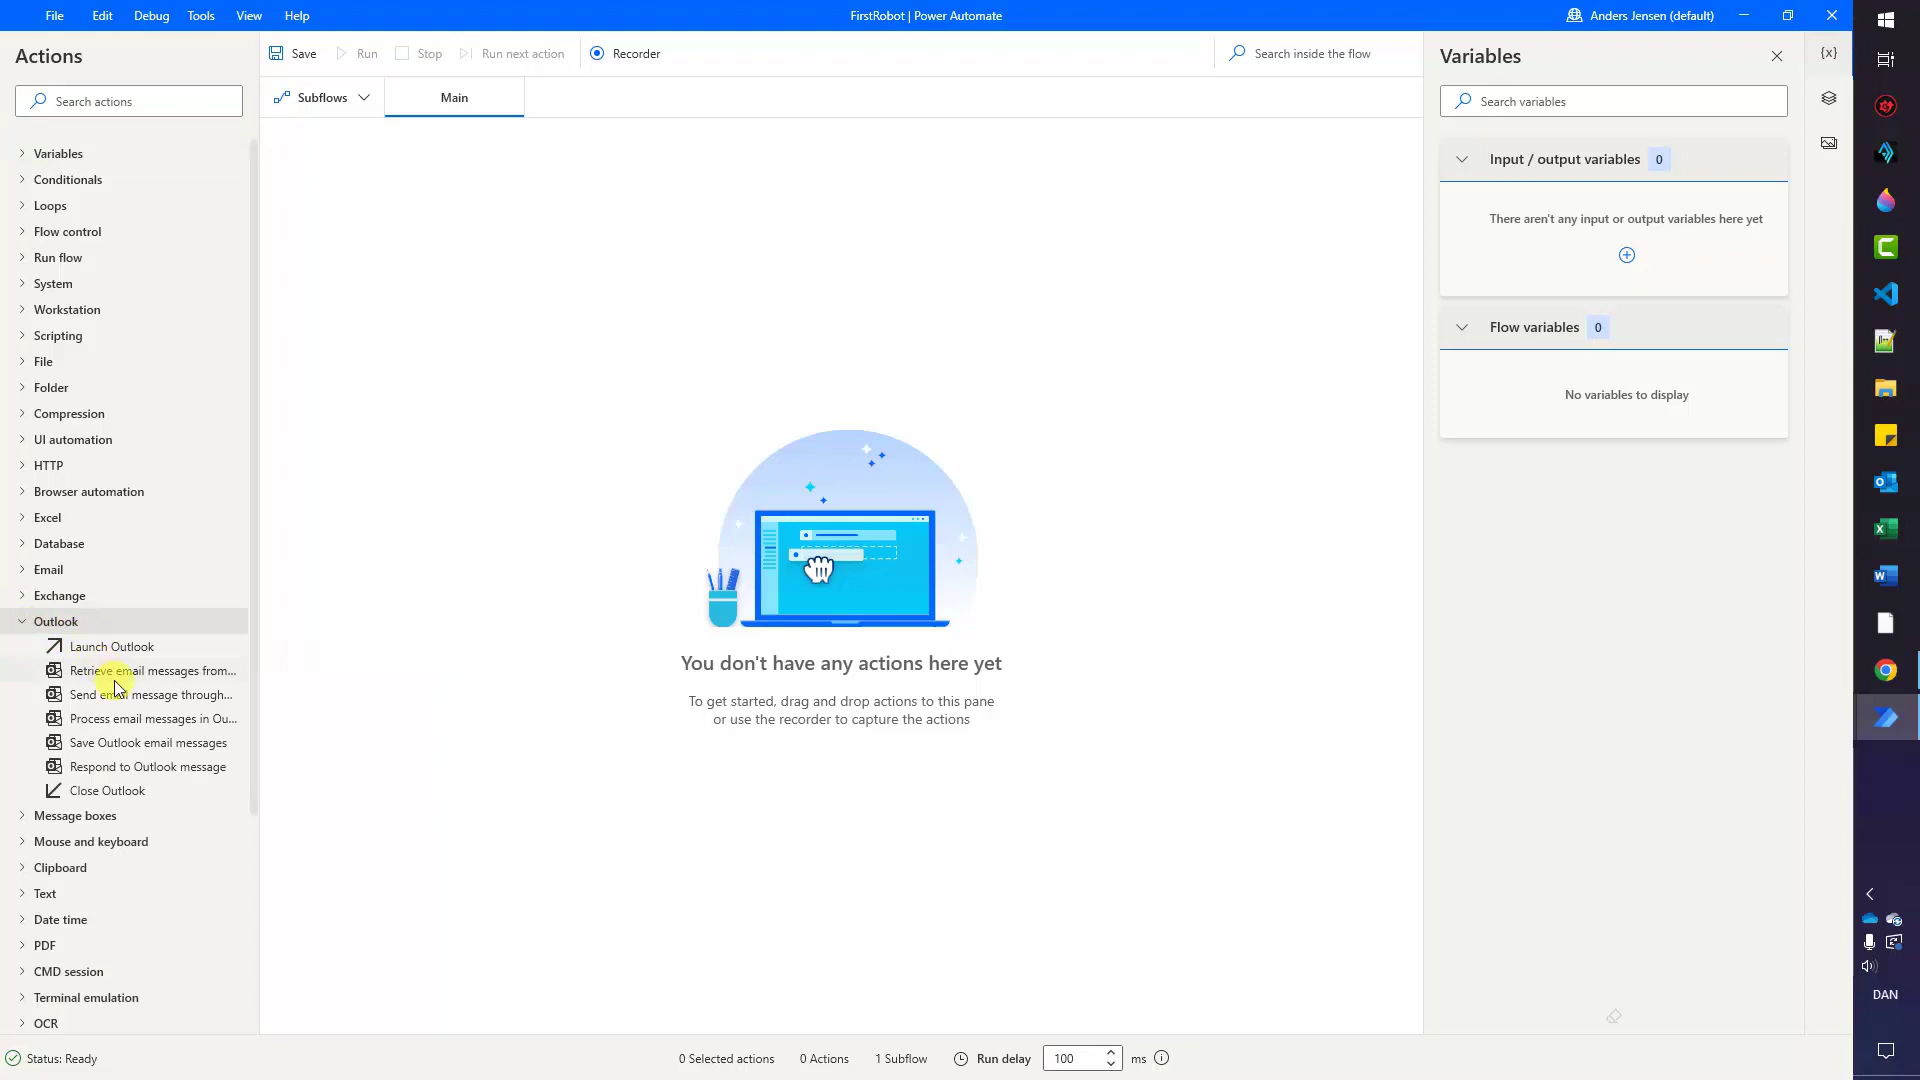 File Edit Debug Tools View Help
FirstRobot | Power Automate
Anders Jensen (default)
Actions
Search actions
Variables
Conditionals
Loops
Flow control
Run flow
System
Workstation
Scripting
File
Folder
Compression
UI automation
HTTP
Browser automation
Excel
Database
Email
Exchange
Outlook
Launch Outlook
Retrieve email messages from...
Send email message through...
Process email messages in Ou...
Save Outlook email messages
Respond to Outlook message
Close Outlook
Message boxes
Mouse and keyboard
Clipboard
Text
Date time
PDF
CMD session
Terminal emulation
OCR
Save Run Stop Run next action Recorder
Search inside the flow
Subflows Main
You don't have any actions here yet
To get started, drag and drop actions to this pane
or use the recorder to capture the actions
Variables
{x}
Search variables
Input / output variables 0
There aren't any input or output variables here yet
Flow variables 0
No variables to display
DAN
Status: Ready
0 Selected actions 0 Actions 1 Subflow Run delay 100 ms